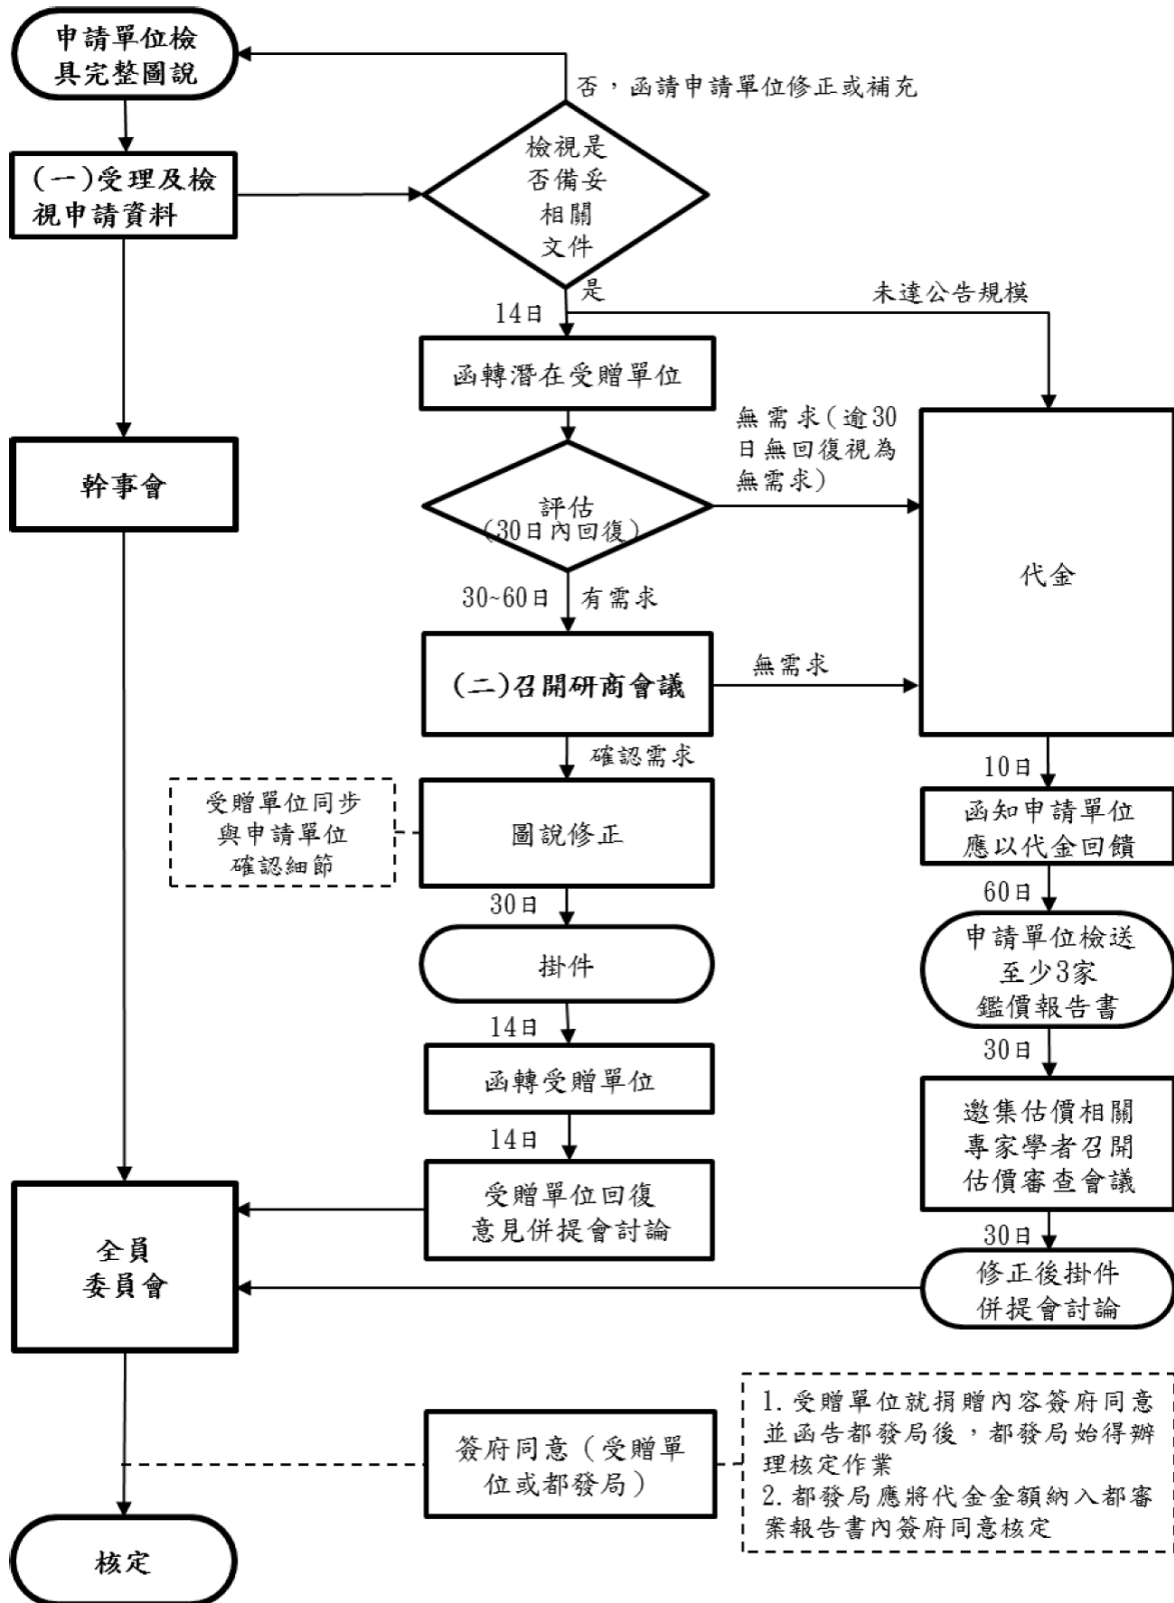 申請單位檢
具完整圖說
否，函請申請單位修正或補充
(一)受理及檢
視申請資料
檢視是
否備妥
相關
文件
是
未達公告規模
14日
函轉潛在受贈單位
無需求(逾30
日無回復視為
無需求)
幹事會
評估
(30日內回復)
代金
30~60日
有需求
(二)召開研商會議
無需求
確認需求
10日
受贈單位同步
與申請單位
確認細節
圖說修正
函知申請單位
應以代金回饋
30日
60日
掛件
申請單位檢送
至少3家
鑑價報告書
14日
30日
函轉受贈單位
邀集估價相關
專家學者召開
估價審查會議
14日
受贈單位回復
意見併提會討論
30日
全員
委員會
修正後掛件
併提會討論
簽府同意（受贈單
位或都發局）
1.受贈單位就捐贈內容簽府同意
並函告都發局後，都發局始得辦
理核定作業
2.都發局應將代金金額納入都審
案報告書內簽府同意核定
核定